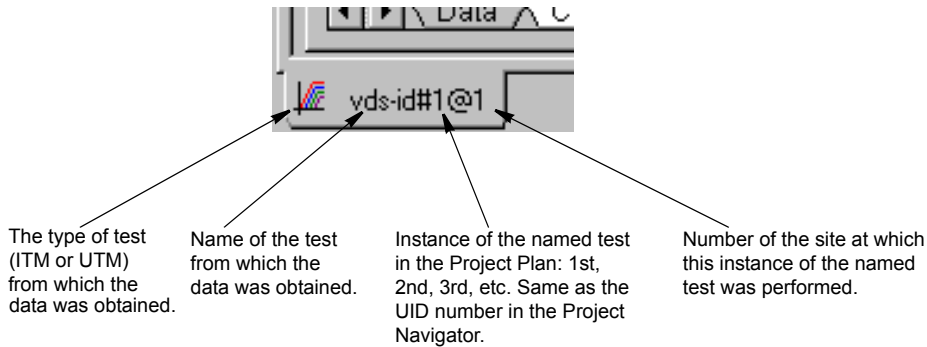 Data
vds-id#1@1
The type of test
(ITM or UTM)
from which the
data was obtained.
Name of the test
from which the
data was obtained.
Instance of the named test
in the Project Plan: 1st,
2nd, 3rd, etc. Same as the
UID number in the Project
Navigator.
Number of the site at which
this instance of the named
test was performed.